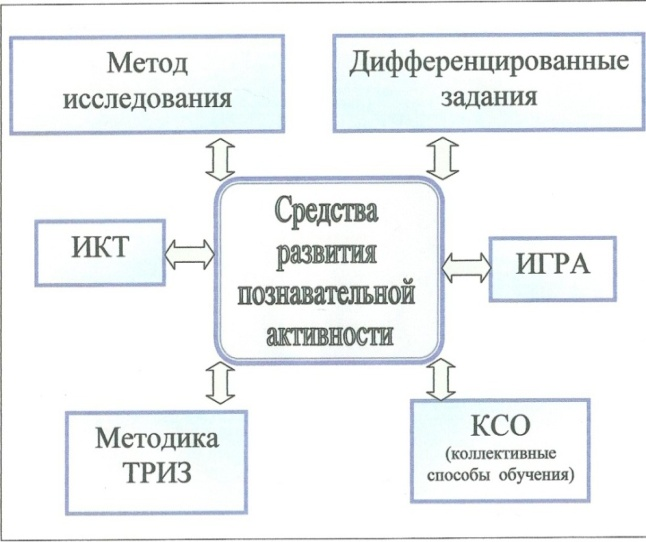 Метод
исследования
Дифференцированные
задания
Средства
развития
познавательной
активности
ИКТ
ИГРА
Методика
ТРИЗ
КСО
(коллективные
способы обучения)